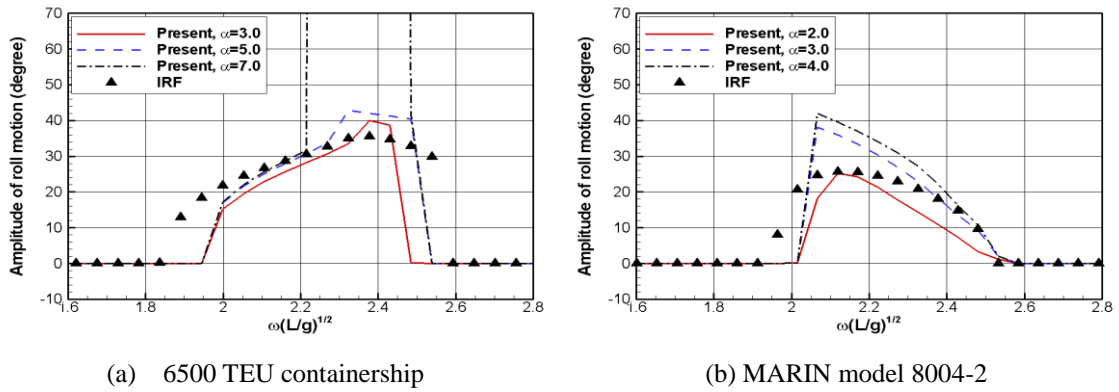 70
60
50
40
30
20
10
0
-10
Amplitude of roll motion (degree)
Present, α=3.0
Present, α=5.0
Present, α=7.0
IRF
1.6 2 2.2 2.4 2.6 2.8
ω(L/g)^1/2
70
60
50
40
30
20
10
0
-10
Amplitude of roll motion (degree)
Present, α=2.0
Present, α=3.0
Present, α=4.0
IRF
1.6 1.8 2 2.2 2.4 2.6 2.8
ω(L/g)^1/2
(a) 6500 TEU containership
(b) MARIN model 8004-2